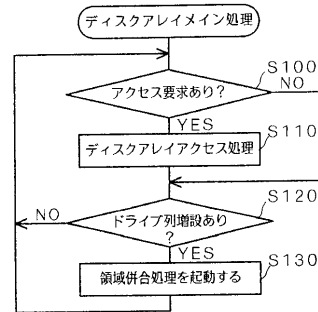 ディスクアレイメイン処理
S100
アクセス要求あり?
NO
YES
S110
ディスクアレイアクセス処理
S120
NO
ドライブ列増設あり
?
YES
S130
領域併合処理を起動する